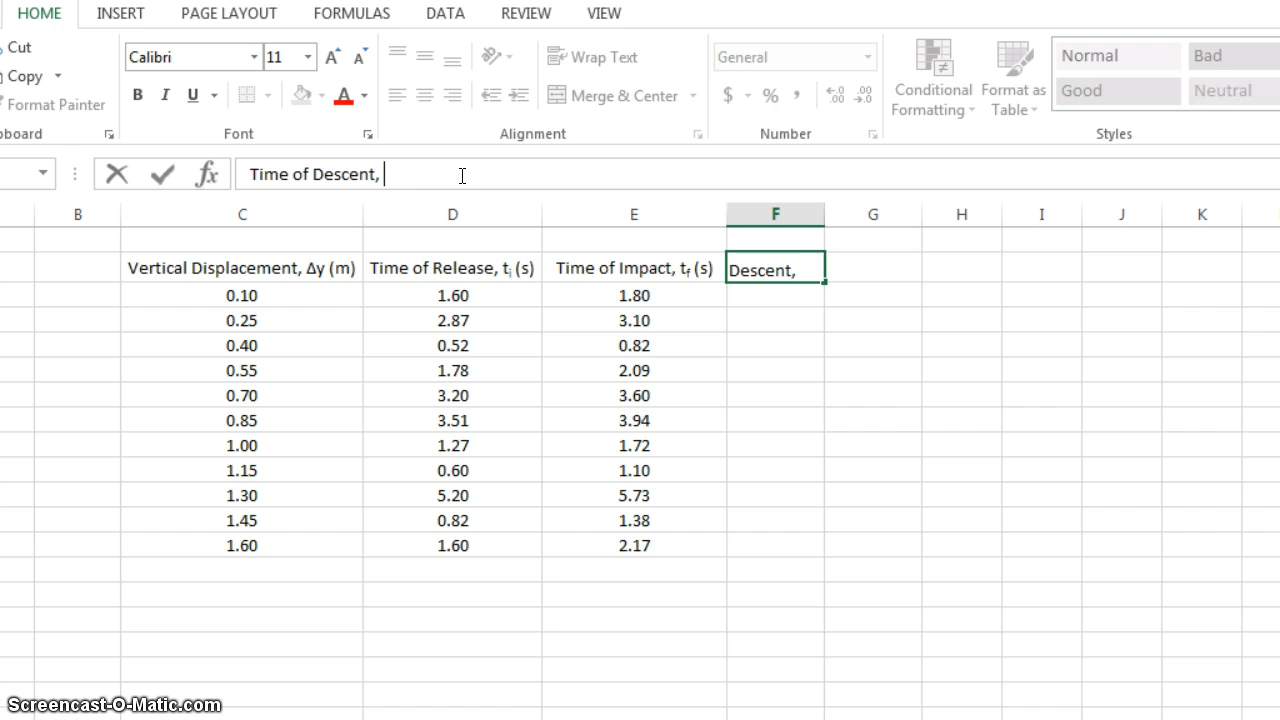 HOME INSERT PAGE LAYOUT FORMULAS DATA REVIEW VIEW
Cut
Copy
Format Painter
Calibri 11 A A
B I U A
Wrap Text
Merge & Center
General
$ % , .0 .00 .00 .0
Conditional Formatting
Format as Table
Normal Bad
Good Neutral
board Font Alignment Number Styles
fx Time of Descent,
B C D E F G H I J K
Vertical Displacement, Δy (m) Time of Release, ti (s) Time of Impact, tf (s) Descent,
0.10 1.60 1.80
0.25 2.87 3.10
0.40 0.52 0.82
0.55 1.78 2.09
0.70 3.20 3.60
0.85 3.51 3.94
1.00 1.27 1.72
1.15 0.60 1.10
1.30 5.20 5.73
1.45 0.82 1.38
1.60 1.60 2.17
Screencast-O-Matic.com